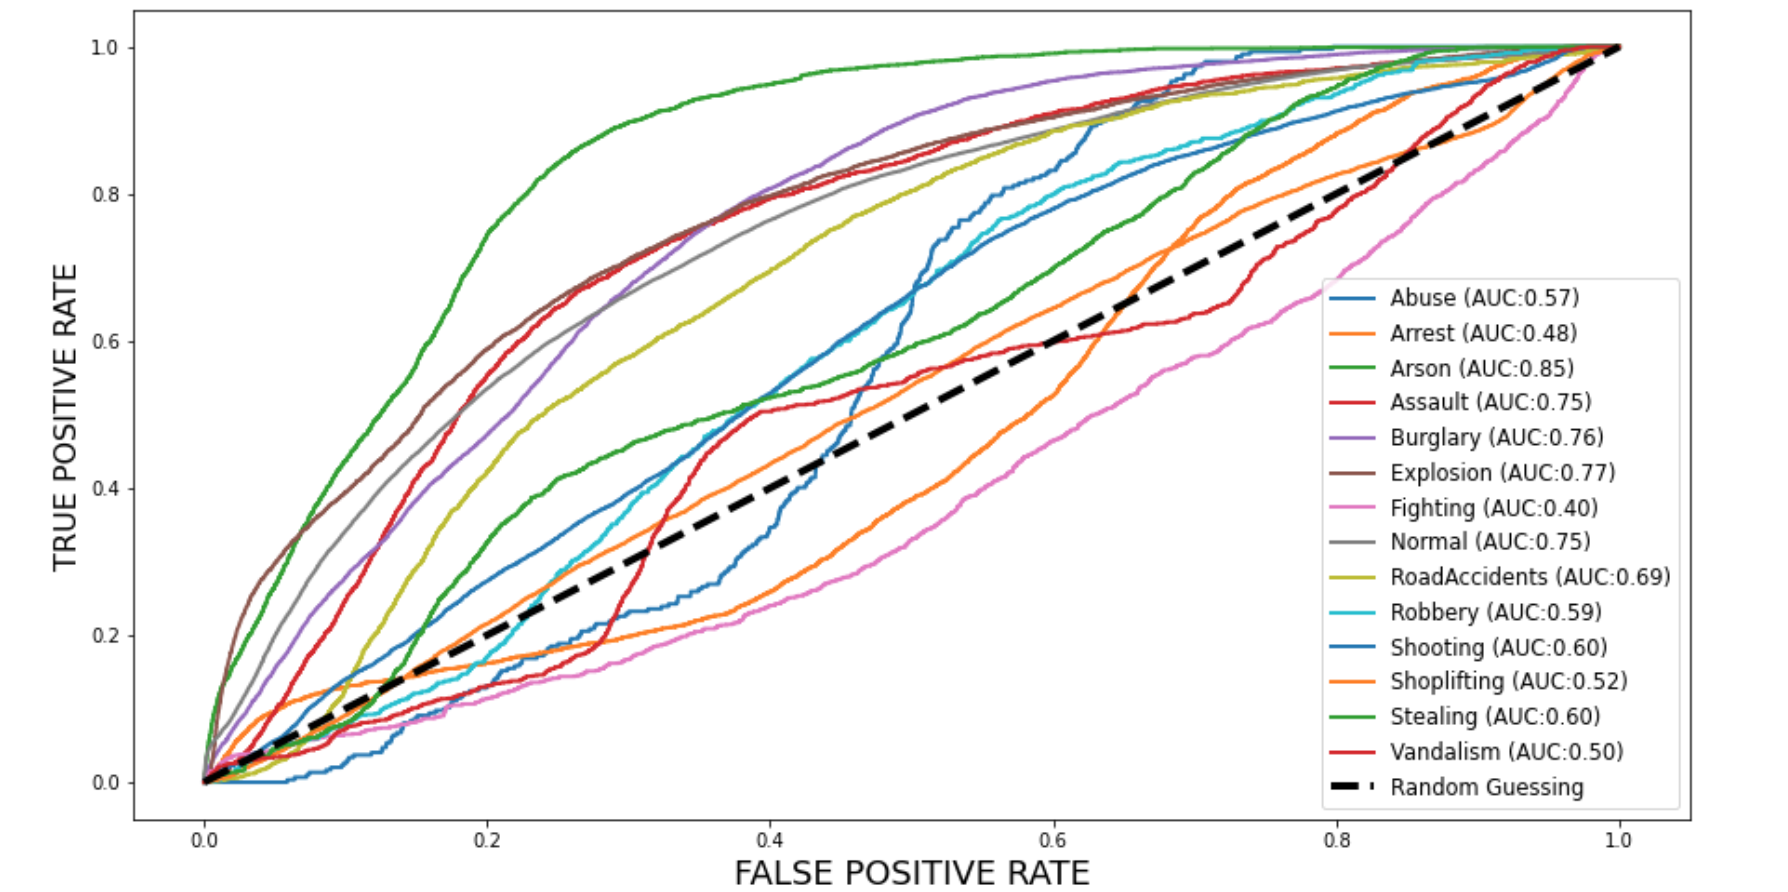 1.0
0.8
0.6
0.4
0.2
0.0
TRUE POSITIVE RATE
Abuse (AUC:0.57)
Arrest (AUC:0.48)
Arson (AUC:0.85)
Assault (AUC:0.75)
Burglary (AUC:0.76)
Explosion (AUC:0.77)
Fighting (AUC:0.40)
Normal (AUC:0.75)
RoadAccidents (AUC:0.69)
Robbery (AUC:0.59)
Shooting (AUC:0.60)
Shoplifting (AUC:0.52)
Stealing (AUC:0.60)
Vandalism (AUC:0.50)
Random Guessing
0.0 0.2 0.4 0.6 0.8 1.0
FALSE POSITIVE RATE